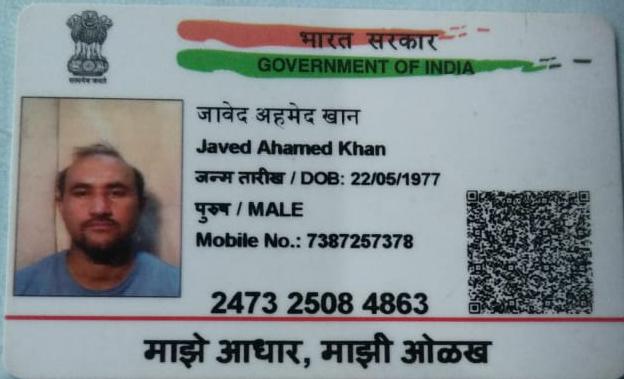 सत्यमेव जयते
भारत सरकार
GOVERNMENT OF INDIA
जावेद अहमेद खान
Javed Ahamed Khan
जन्म तारीख / DOB: 22/05/1977
पुरुष / MALE
Mobile No.: 7387257378
2473 2508 4863
माझे आधार, माझी ओळख